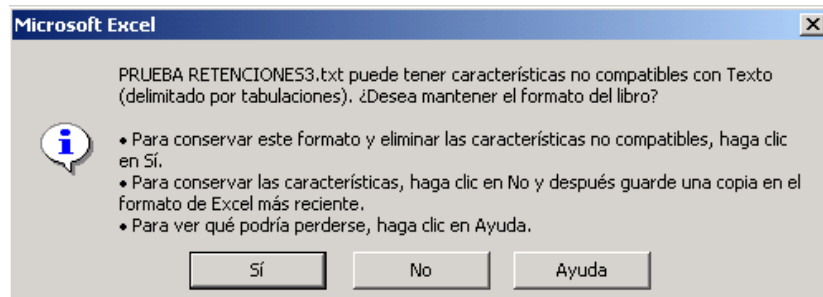 Microsoft Excel
PRUEBA RETENCIONES3.txt puede tener características no compatibles con Texto
(delimitado por tabulaciones). ¿Desea mantener el formato del libro?
• Para conservar este formato y eliminar las características no compatibles, haga clic
en Sí.
• Para conservar las características, haga clic en No y después guarde una copia en el
formato de Excel más reciente.
• Para ver qué podría perderse, haga clic en Ayuda.
Sí No Ayuda